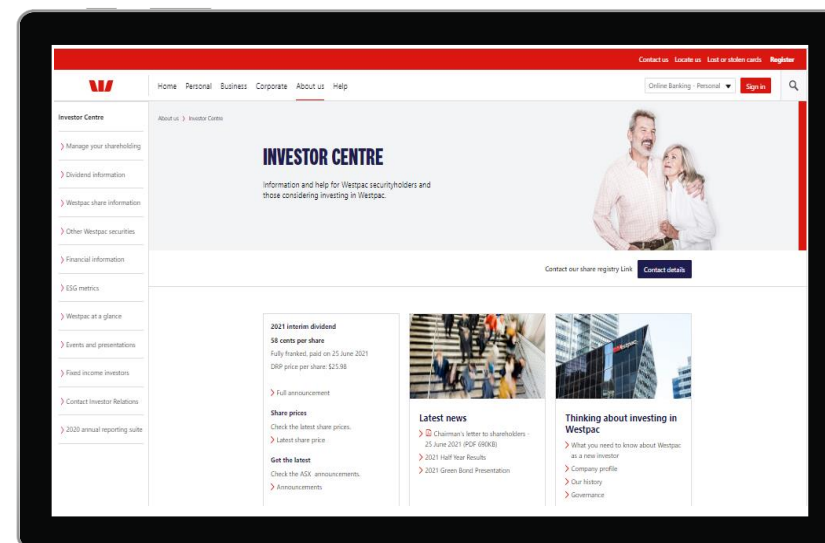 Contact us Locate us Lost or stolen cards Register
Home Personal Business Corporate About us Help
Online Banking - Personal
Sign in
Investor Centre
Manage your shareholding
Dividend information
Westpac share information
Other Westpac securities
Financial information
ESG metrics
Westpac at a glance
Events and presentations
Fixed income investors
Contact Investor Relations
2020 annual reporting suite
About us > Investor Centre
INVESTOR CENTRE
Information and help for Westpac securityholders and
those considering investing in Westpac.
Contact our share registry Link
Contact details
2021 interim dividend
58 cents per share
Fully franked, paid on 25 June 2021
DRP price per share: $25.98
Full announcement
Share prices
Check the latest share prices.
Latest share price
Get the latest
Check the ASX announcements.
Announcements
Latest news
Chairman's letter to shareholders -
25 June 2021 (PDF 690KB)
2021 Half Year Results
2021 Green Bond Presentation
Westpac
Thinking about investing in
Westpac
What you need to know about Westpac
as a new investor
Company profile
Our history
Governance